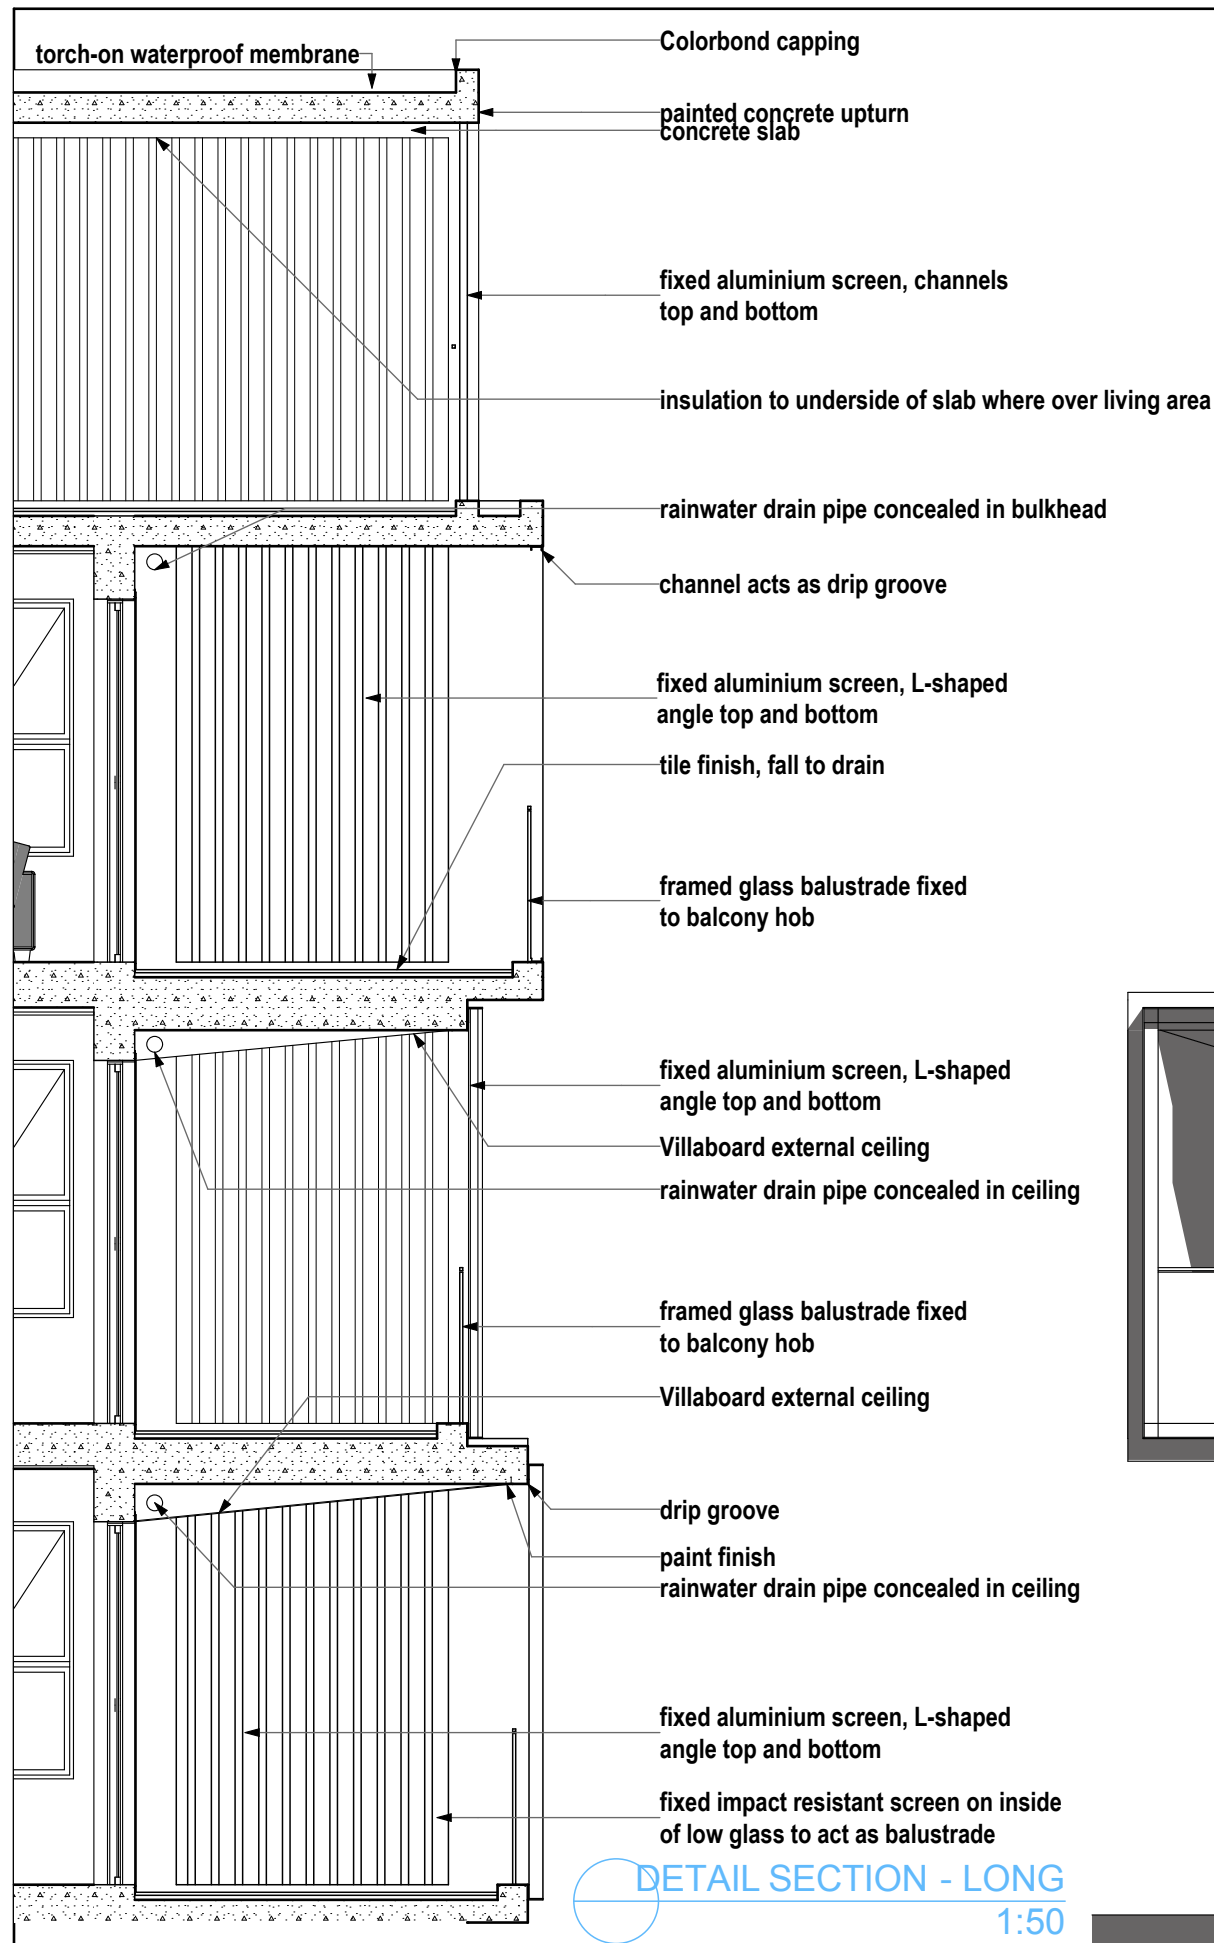 torch-on waterproof membrane
Colorbond capping
painted concrete upturn
concrete slab
fixed aluminium screen, channels
top and bottom
insulation to underside of slab where over living area
rainwater drain pipe concealed in bulkhead
channel acts as drip groove
fixed aluminium screen, L-shaped
angle top and bottom
tile finish, fall to drain
framed glass balustrade fixed
to balcony hob
fixed aluminium screen, L-shaped
angle top and bottom
Villaboard external ceiling
rainwater drain pipe concealed in ceiling
framed glass balustrade fixed
to balcony hob
Villaboard external ceiling
drip groove
paint finish
rainwater drain pipe concealed in ceiling
fixed aluminium screen, L-shaped
angle top and bottom
fixed impact resistant screen on inside
of low glass to act as balustrade
DETAIL SECTION - LONG
1:50